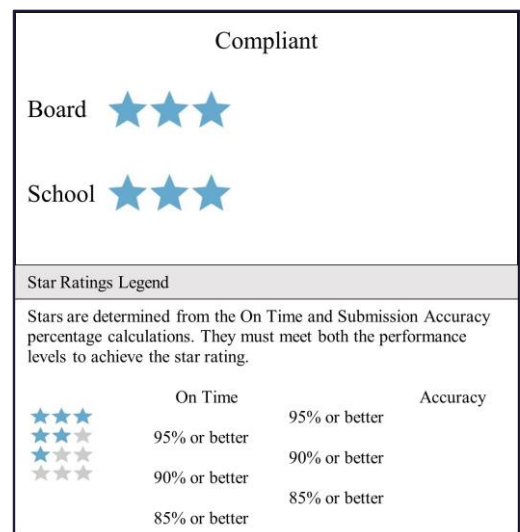 Compliant
Board
School
Star Ratings Legend
Stars are determined from the On Time and Submission Accuracy
percentage calculations. They must meet both the performance
levels to achieve the star rating.
On Time Accuracy
95% or better
95% or better
90% or better
90% or better
85% or better
85% or better